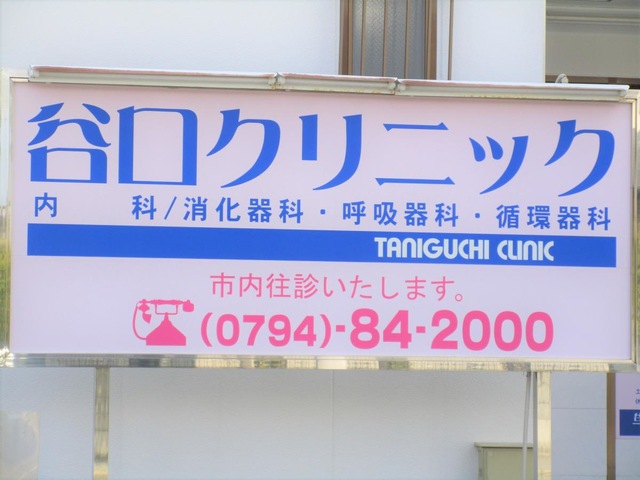 谷口クリニック
内 科/消化器科・呼吸器科・循環器科
TANIGUCHI CLINIC
市内往診いたします。
(0794)-84-2000